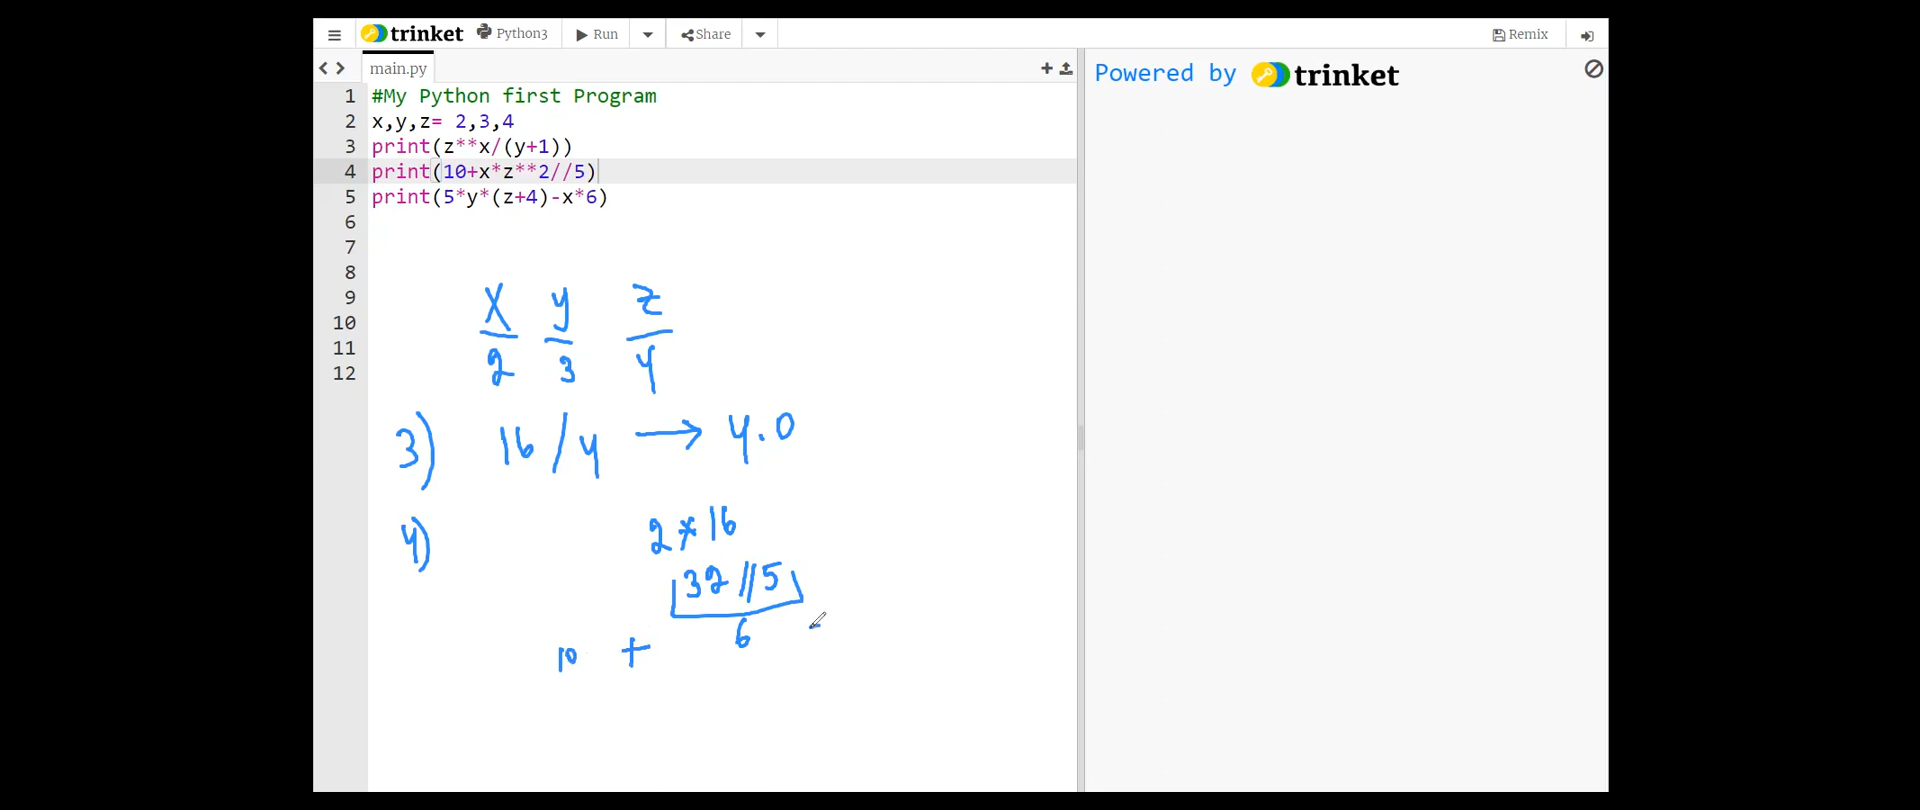 trinket Python3 Run Share Remix
main.py
Powered by trinket
1 #My Python first Program
2 x,y,z= 2,3,4
3 print(z**x/(y+1))
4 print(10+x*z**2//5)
5 print(5*y*(z+4)-x*6)
6
7
8
9
10
11
12
x y z
2 3 4
3) 16/4 → 4.0
4) 2*16
32//5
6
10 +